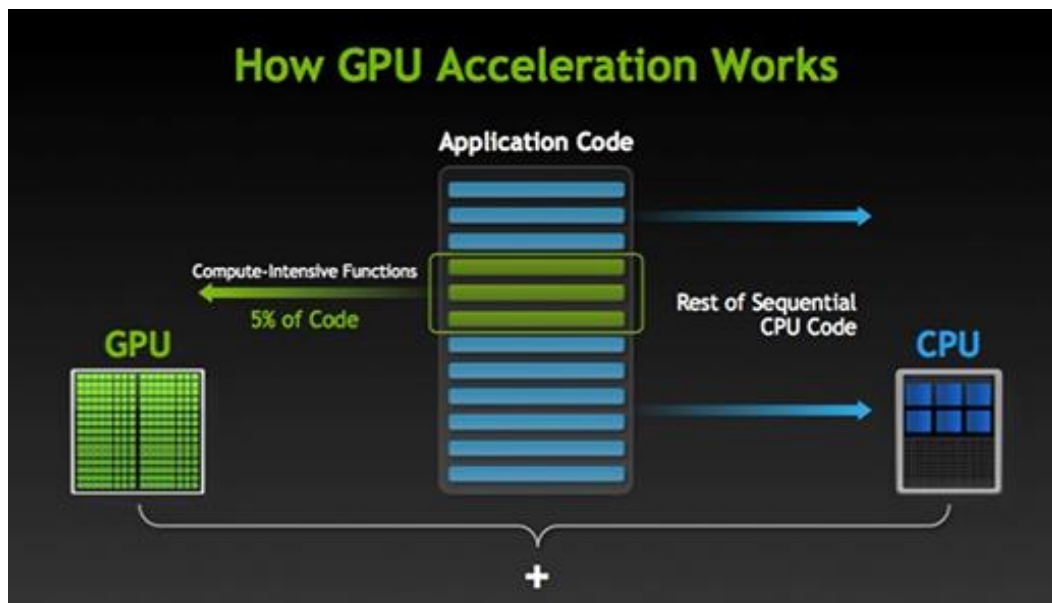 How GPU Acceleration Works
Application Code
Compute-Intensive Functions
5% of Code
Rest of Sequential
CPU Code
GPU
CPU
+